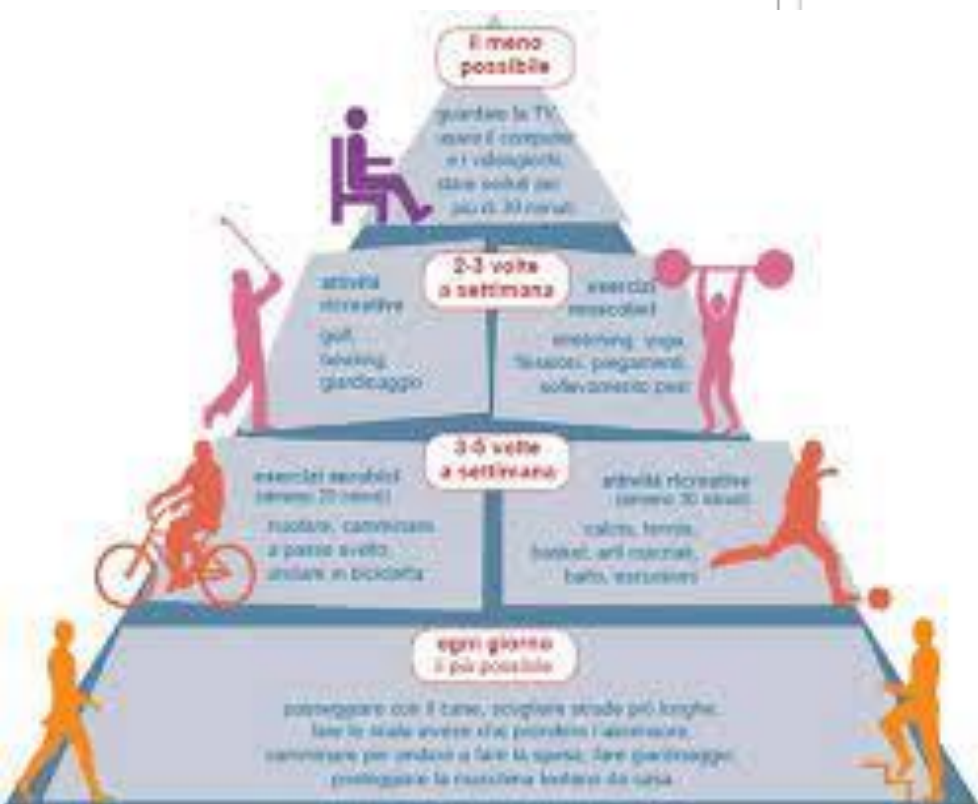 il meno
possibile
guardare la TV,
usare il computer
e i videogiochi,
stare seduti per
più di 30 minuti
2-3 volte
a settimana
attività
ricreative
golf,
bowling,
giardinaggio
esercizi
muscolari
stretching, yoga,
flessioni, piegamenti,
sollevamento pesi
3-5 volte
a settimana
esercizi aerobici
(almeno 20 minuti)
nuotare, camminare
a passo svelto,
andare in bicicletta
attività ricreative
(almeno 30 minuti)
calcio, tennis,
basket, arti marziali,
ballo, escursioni
ogni giorno
il più possibile
passeggiare con il cane, scegliere strade più lunghe,
fare le scale invece che prendere l'ascensore,
camminare per andare a fare la spesa, fare giardinaggio,
posteggiare la macchina lontano da casa